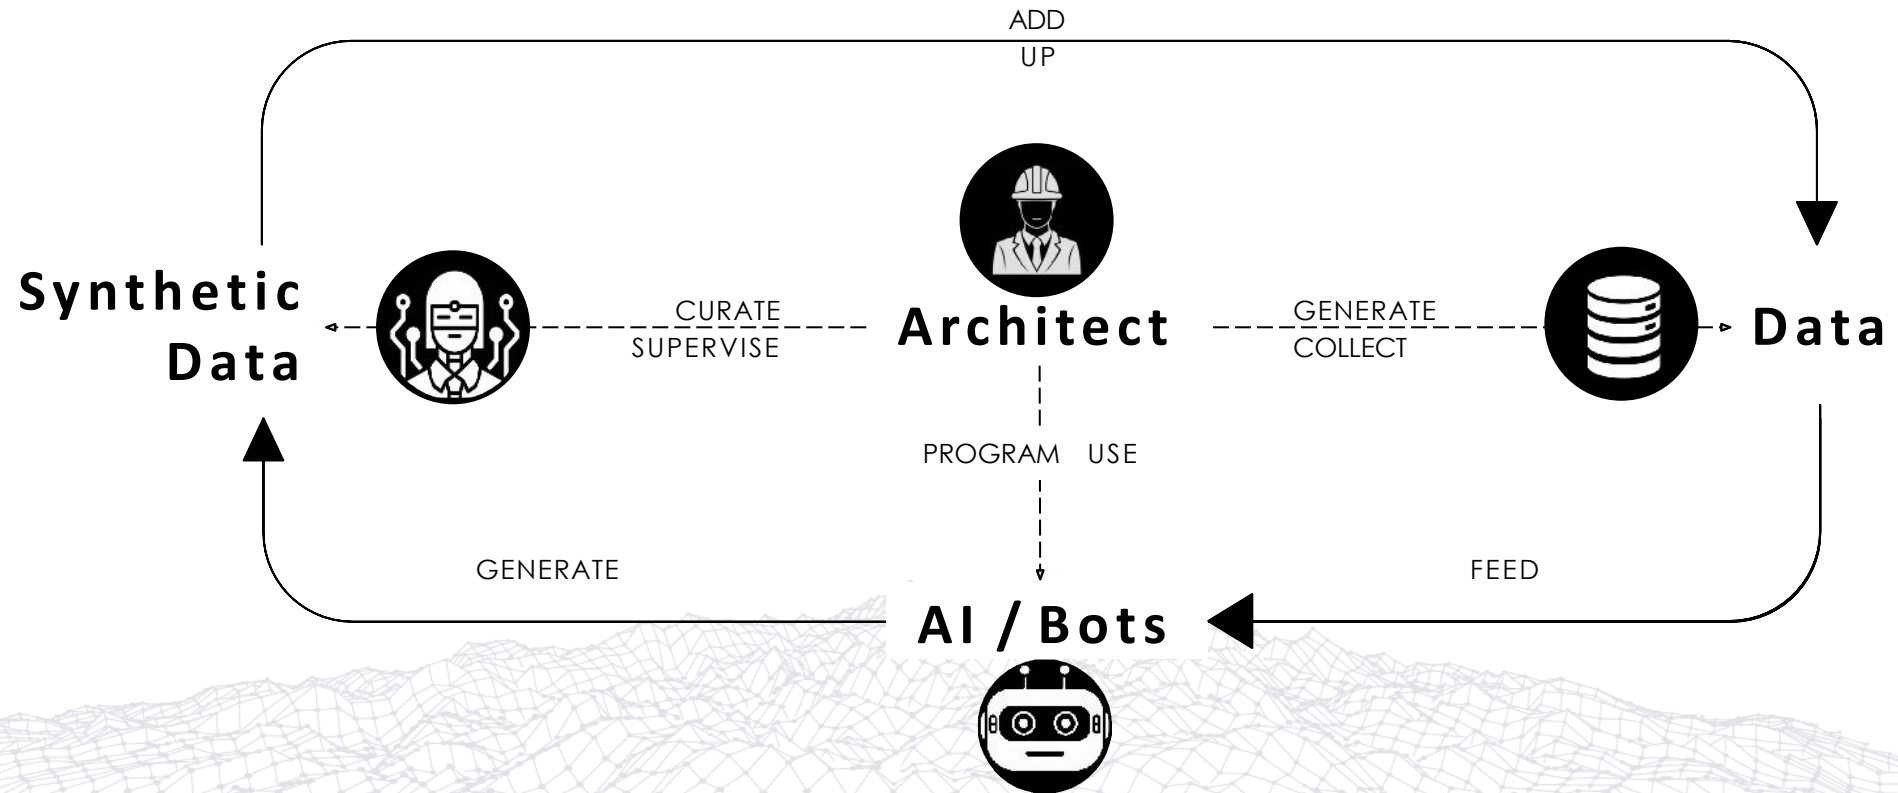 ADD
UP
Synthetic
Data
CURATE
SUPERVISE
Architect
GENERATE
COLLECT
Data
PROGRAM USE
GENERATE
FEED
AI / Bots